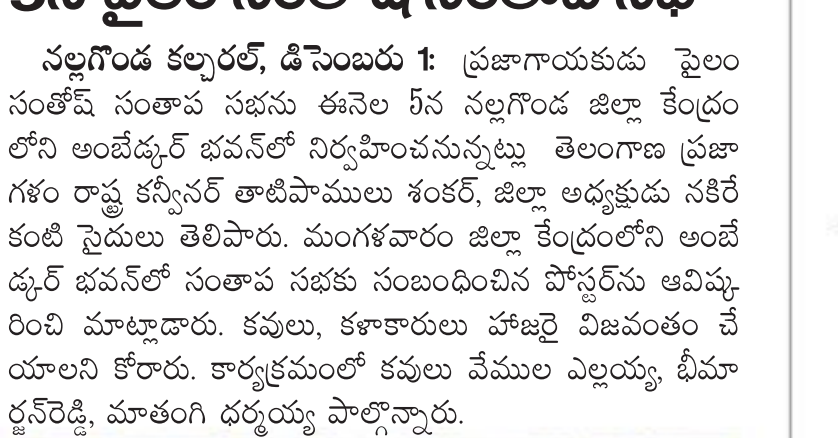 నల్లగొండ కల్చరల్, డిసెంబరు 1: ప్రజాగాయకుడు పైలం
సంతోష్ సంతాప సభను ఈనెల 5న నల్లగొండ జిల్లా కేంద్రం
లోని అంబేడ్కర్ భవన్‌లో నిర్వహించనున్నట్లు తెలంగాణ ప్రజా
గళం రాష్ట్ర కన్వీనర్ తాటిపాములు శంకర్, జిల్లా అధ్యక్షుడు నకిరే
కంటి సైదులు తెలిపారు. మంగళవారం జిల్లా కేంద్రంలోని అంబే
డ్కర్ భవన్‌లో సంతాప సభకు సంబంధించిన పోస్టర్‌ను ఆవిష్క
రించి మాట్లాడారు. కవులు, కళాకారులు హాజరై విజవంతం చే
యాలని కోరారు. కార్యక్రమంలో కవులు వేముల ఎల్లయ్య, భీమా
ర్జున్‌రెడ్డి, మాతంగి ధర్మయ్య పాల్గొన్నారు.